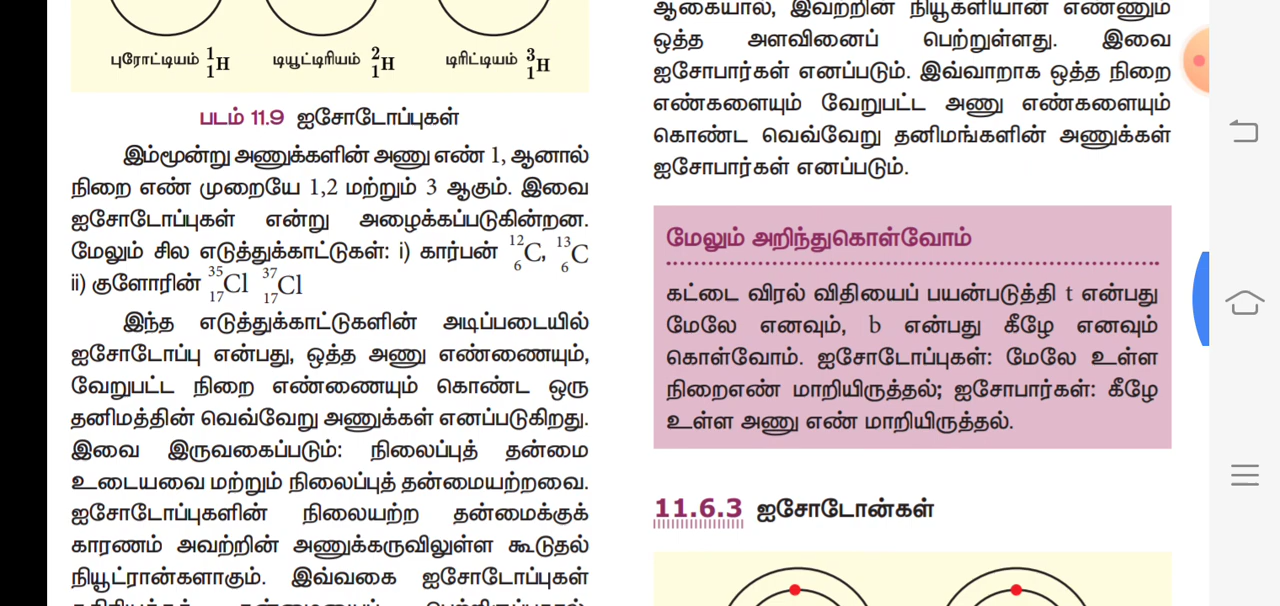 புரோட்டியம் ¹₁H
டியூட்டிரியம் ²₁H
டிரிட்டியம் ³₁H
படம் 11.9 ஐசோடோப்புகள்
இம்மூன்று அணுக்களின் அணு எண் 1, ஆனால்
நிறை எண் முறையே 1,2 மற்றும் 3 ஆகும். இவை
ஐசோடோப்புகள் என்று அழைக்கப்படுகின்றன.
மேலும் சில எடுத்துக்காட்டுகள்: i) கார்பன் ¹²₆C, ¹³₆C
ii) குளோரின் ³⁵₁₇Cl ³⁷₁₇Cl
இந்த எடுத்துக்காட்டுகளின் அடிப்படையில்
ஐசோடோப்பு என்பது, ஒத்த அணு எண்ணையும்,
வேறுபட்ட நிறை எண்ணையும் கொண்ட ஒரு
தனிமத்தின் வெவ்வேறு அணுக்கள் எனப்படுகிறது.
இவை இருவகைப்படும்: நிலைப்புத் தன்மை
உடையவை மற்றும் நிலைப்புத் தன்மையற்றவை.
ஐசோடோப்புகளின் நிலையற்ற தன்மைக்குக்
காரணம் அவற்றின் அணுக்கருவிலுள்ள கூடுதல்
நியூட்ரான்களாகும். இவ்வகை ஐசோடோப்புகள்
ஆகையால், இவற்றின் நியூக்ளியான் எண்ணும்
ஒத்த அளவினைப் பெற்றுள்ளது. இவை
ஐசோபார்கள் எனப்படும். இவ்வாறாக ஒத்த நிறை
எண்களையும் வேறுபட்ட அணு எண்களையும்
கொண்ட வெவ்வேறு தனிமங்களின் அணுக்கள்
ஐசோபார்கள் எனப்படும்.
மேலும் அறிந்துகொள்வோம்
கட்டை விரல் விதியைப் பயன்படுத்தி t என்பது
மேலே எனவும், b என்பது கீழே எனவும்
கொள்வோம். ஐசோடோப்புகள்: மேலே உள்ள
நிறைஎண் மாறியிருத்தல்; ஐசோபார்கள்: கீழே
உள்ள அணு எண் மாறியிருத்தல்.
11.6.3 ஐசோடோன்கள்